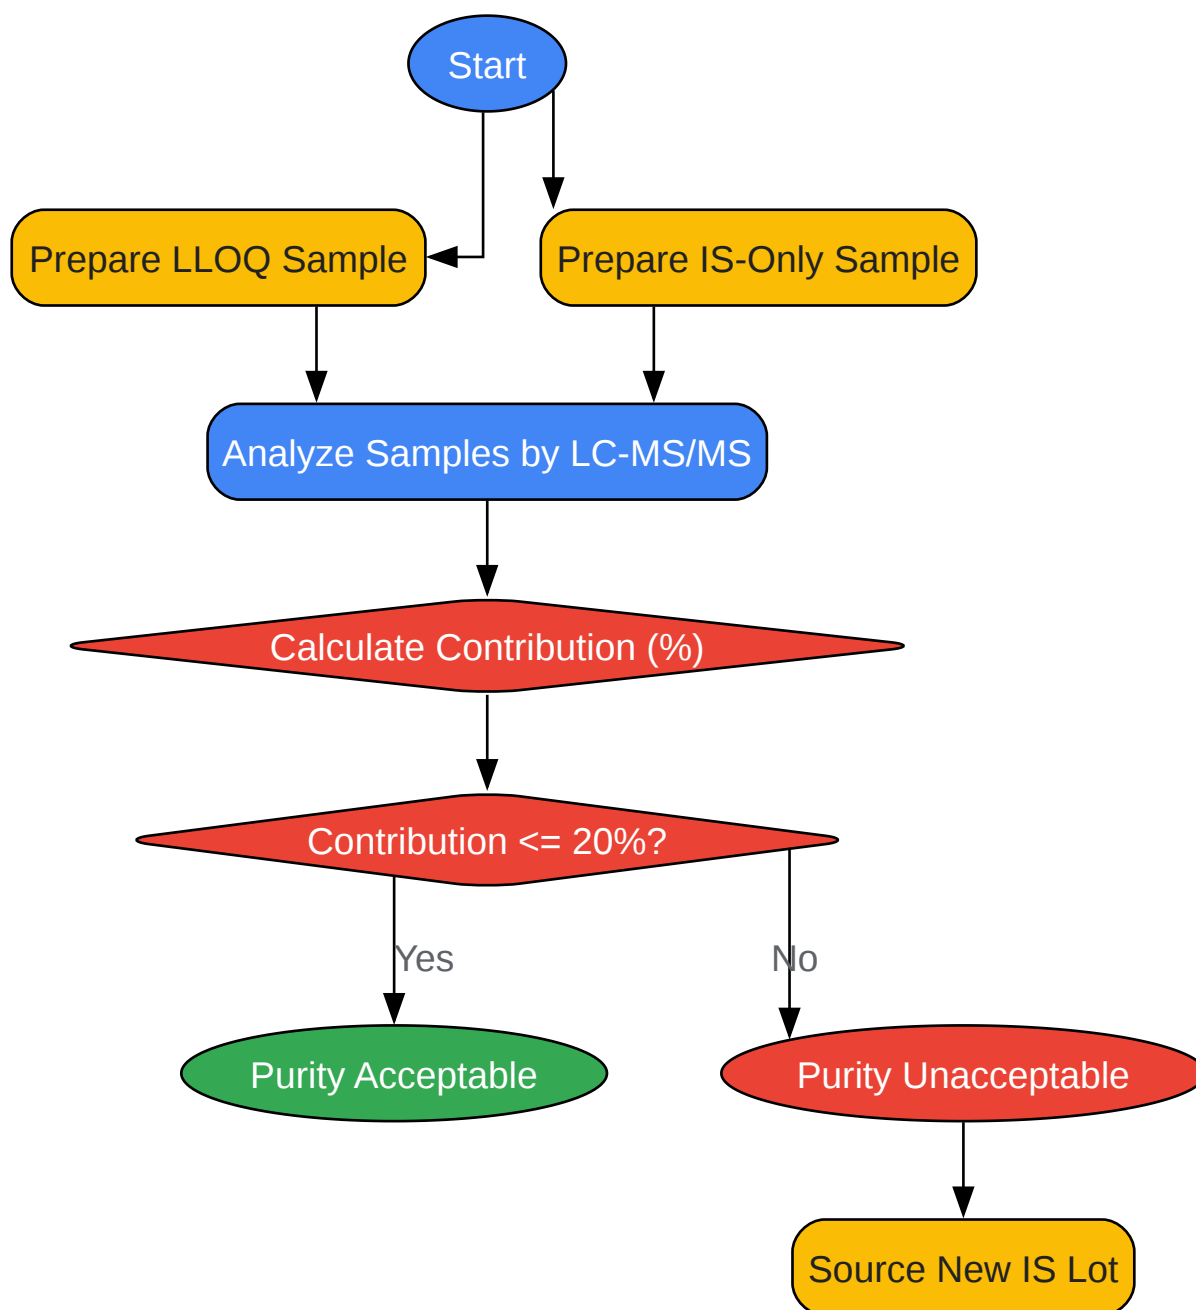 Start
Prepare LLOQ Sample
Prepare IS-Only Sample
Analyze Samples by LC-MS/MS
Calculate Contribution (%)
Contribution <= 20%?
Yes
No
Purity Acceptable
Purity Unacceptable
Source New IS Lot